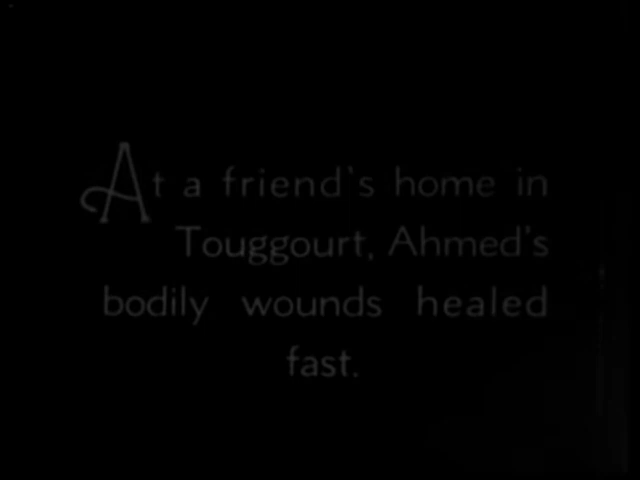 At a friend's home in
Touggourt, Ahmed's
bodily wounds healed
fast.